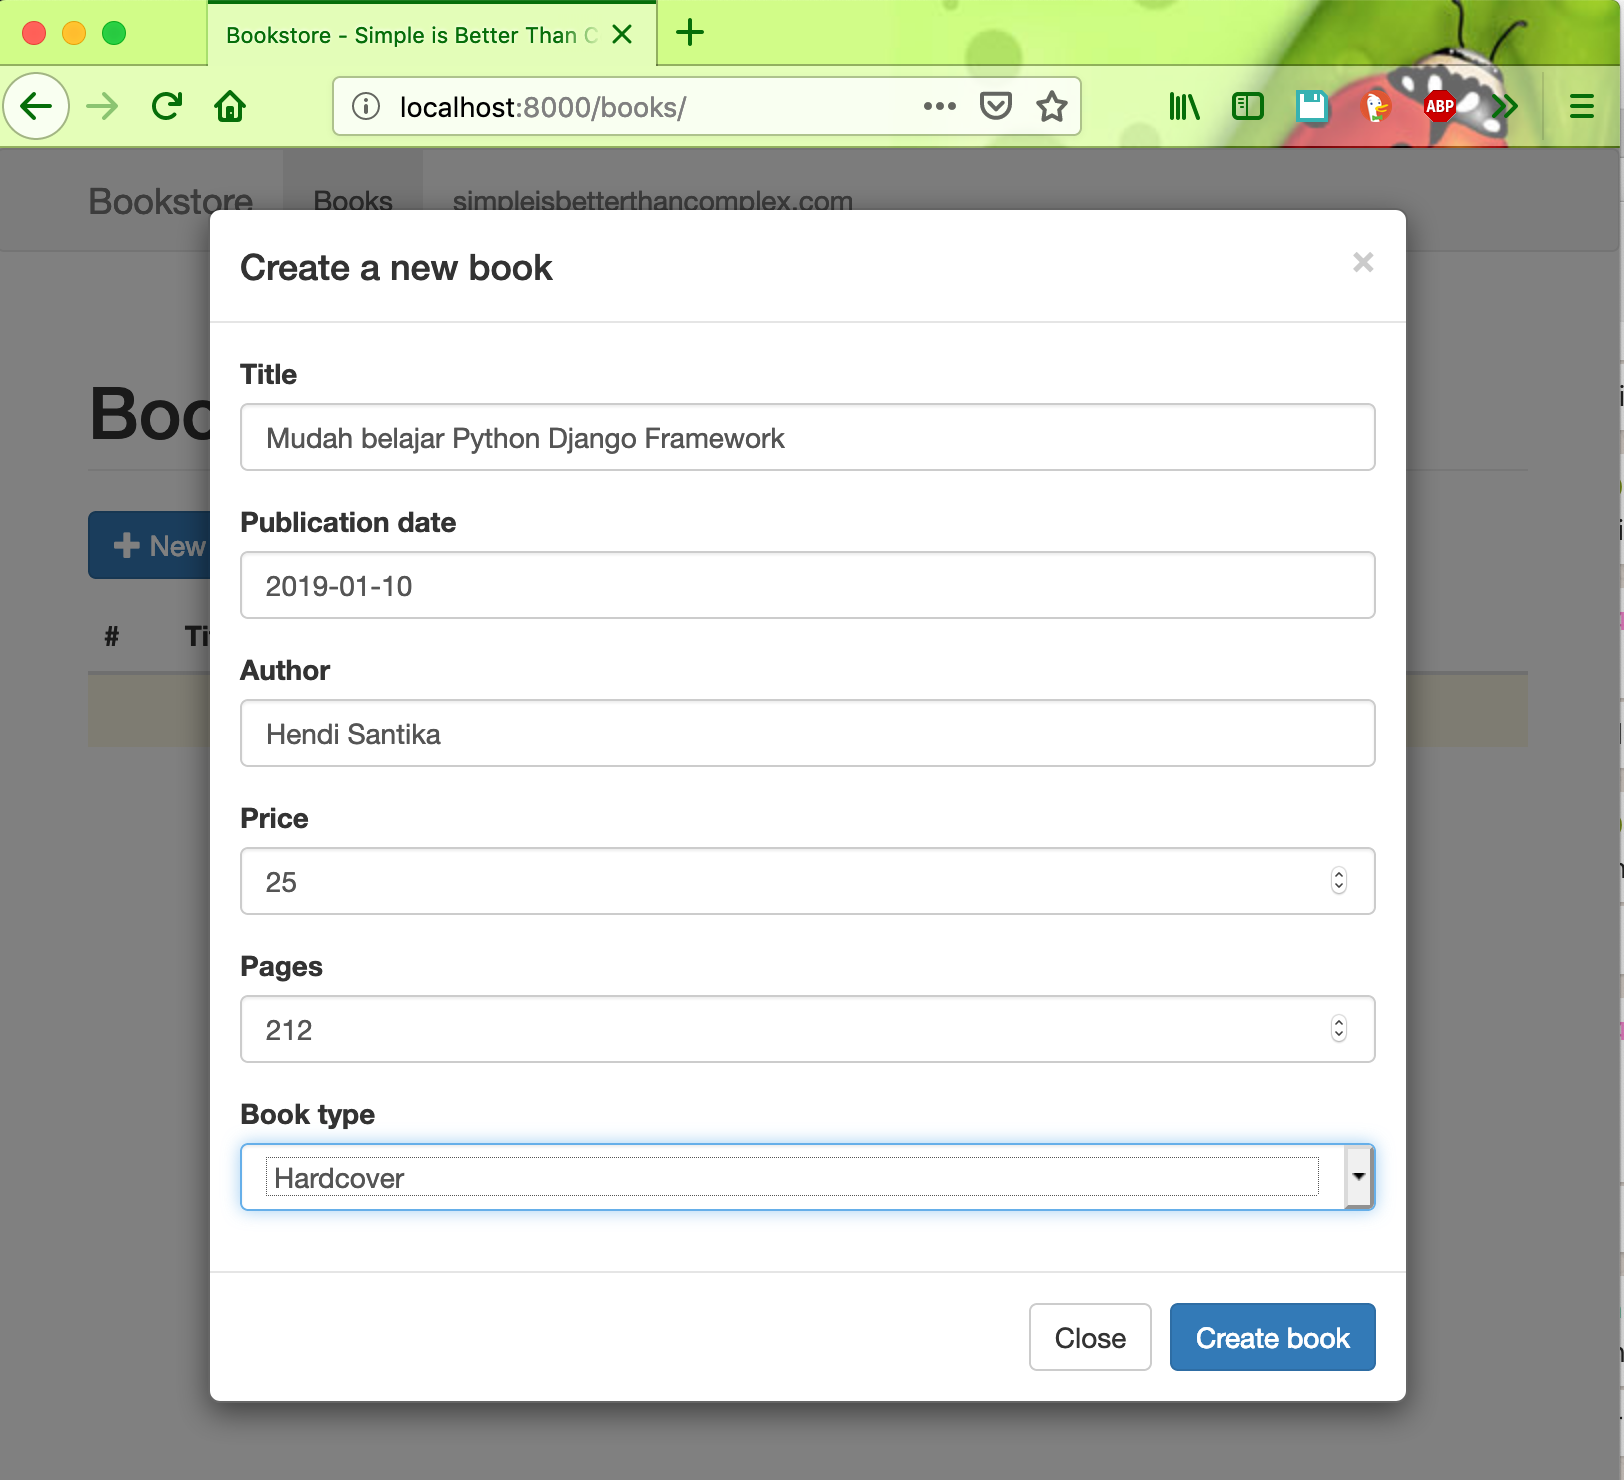 Bookstore - Simple is Better Than C
localhost:8000/books/
ABP
Bookstore Books simpleisbetterthancomplex.com
Create a new book
Title
Mudah belajar Python Django Framework
Publication date
2019-01-10
New
Author
#
Hendi Santika
Price
25
Pages
212
Book type
Hardcover
Close Create book